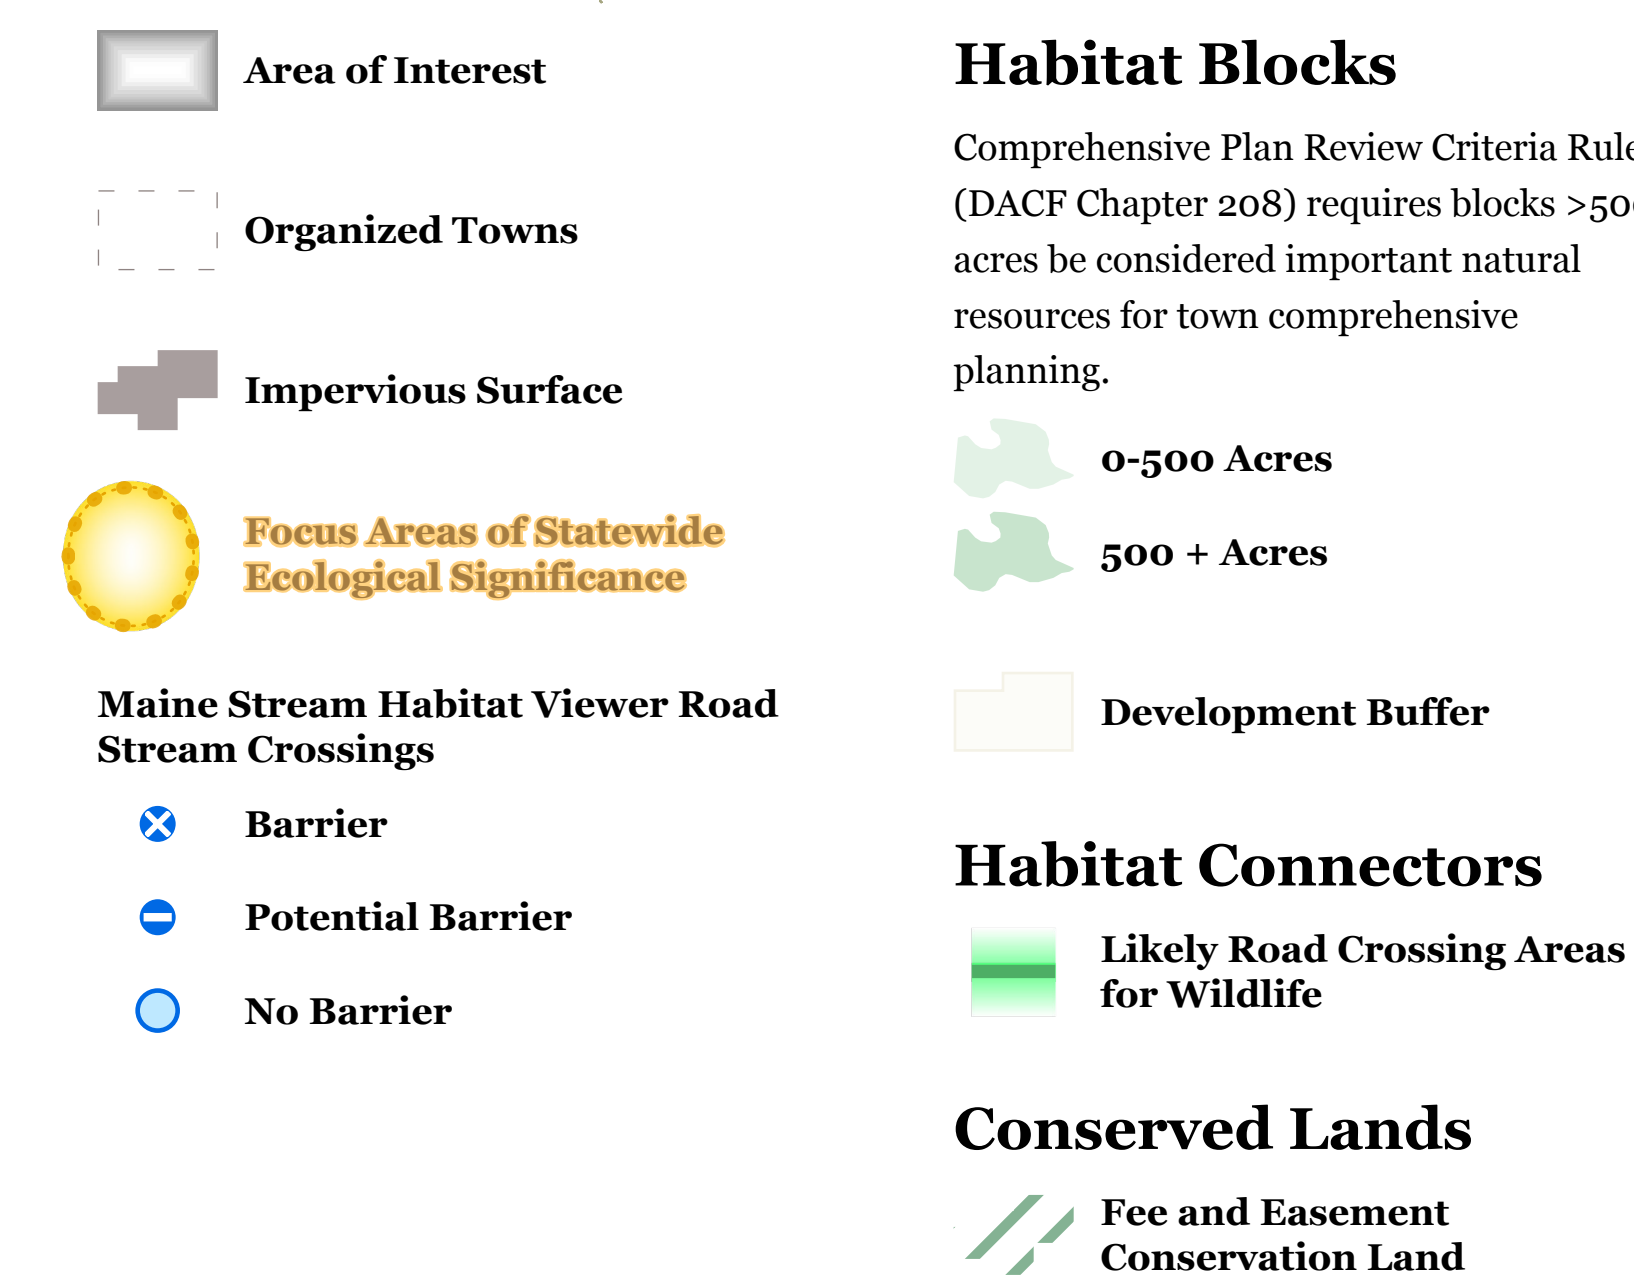 Area of Interest
Organized Towns
Impervious Surface
Focus Areas of Statewide
Ecological Significance
Maine Stream Habitat Viewer Road
Stream Crossings
Barrier
Potential Barrier
No Barrier
Habitat Blocks
Comprehensive Plan Review Criteria Rule
(DACF Chapter 208) requires blocks >500
acres be considered important natural
resources for town comprehensive
planning.
0-500 Acres
500 + Acres
Development Buffer
Habitat Connectors
Likely Road Crossing Areas
for Wildlife
Conserved Lands
Fee and Easement
Conservation Land